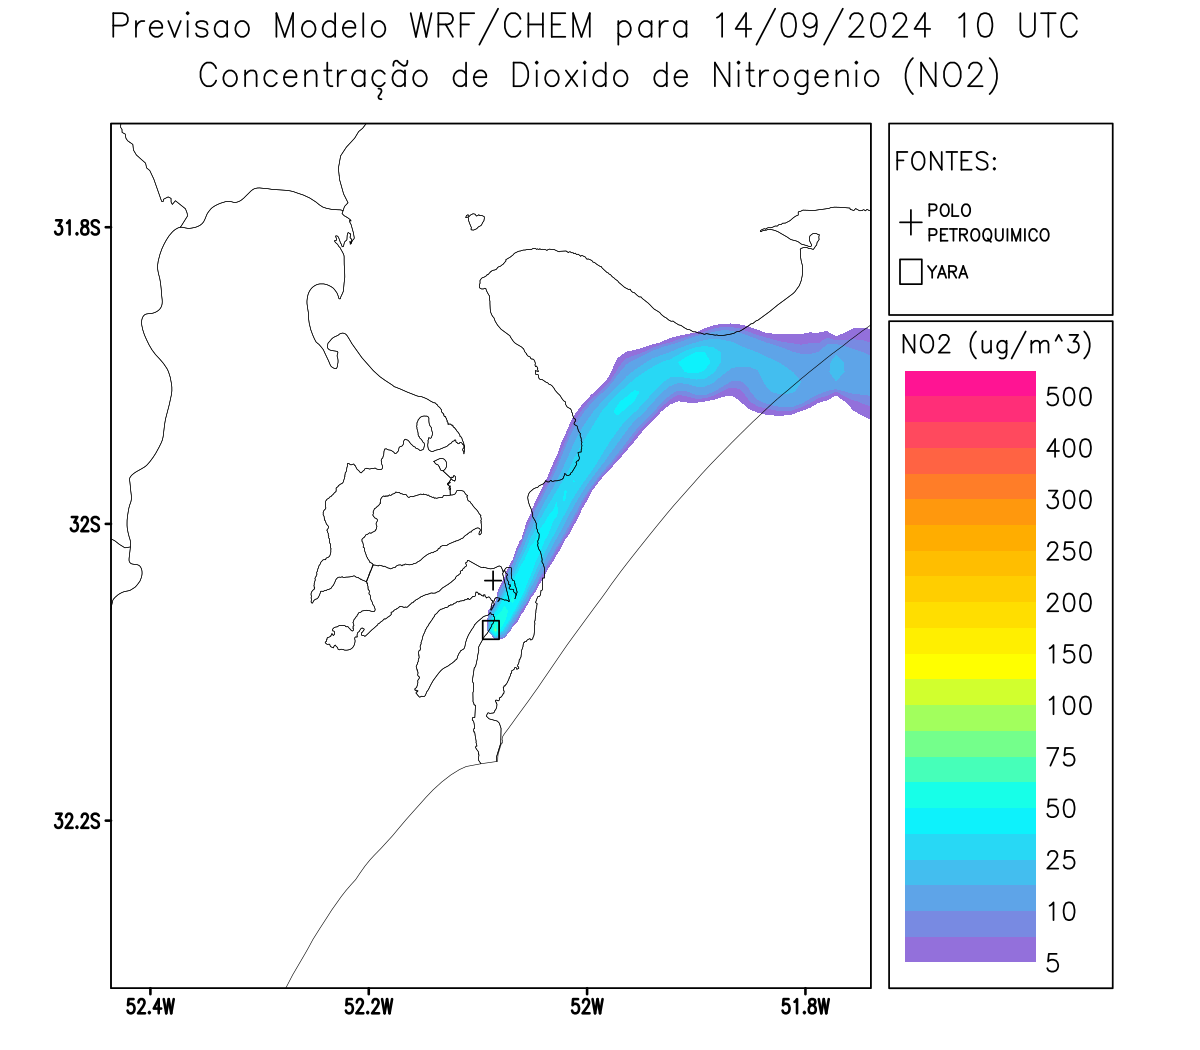 Previsao Modelo WRF/CHEM para 14/09/2024 10 UTC
Concentração de Dioxido de Nitrogenio (NO2)
FONTES:
POLO
PETROQUIMICO
YARA
31.8S
32S
32.2S
52.4W
52.2W
52W
51.8W
NO2 (ug/m^3)
500
400
300
250
200
150
100
75
50
25
10
5